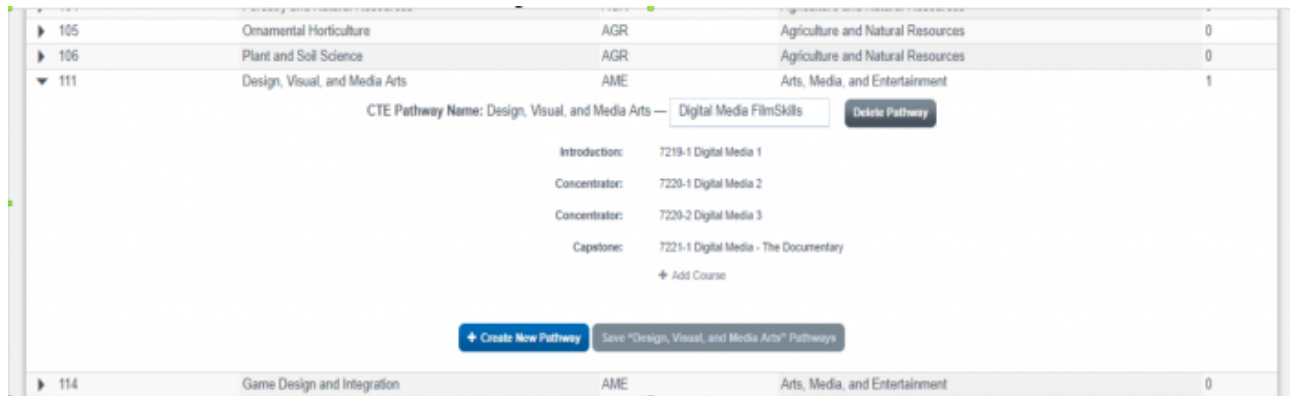 105 Ornamental Horticulture AGR Agriculture and Natural Resources 0
106 Plant and Soil Science AGR Agriculture and Natural Resources 0
111 Design, Visual, and Media Arts AME Arts, Media, and Entertainment 1
CTE Pathway Name: Design, Visual, and Media Arts — Digital Media FilmSkills Delete Pathway
Introduction: 7219-1 Digital Media 1
Concentrator: 7220-1 Digital Media 2
Concentrator: 7220-2 Digital Media 3
Capstone: 7221-1 Digital Media - The Documentary
+ Add Course
+ Create New Pathway Save "Design, Visual, and Media Arts" Pathways
114 Game Design and Integration AME Arts, Media, and Entertainment 0